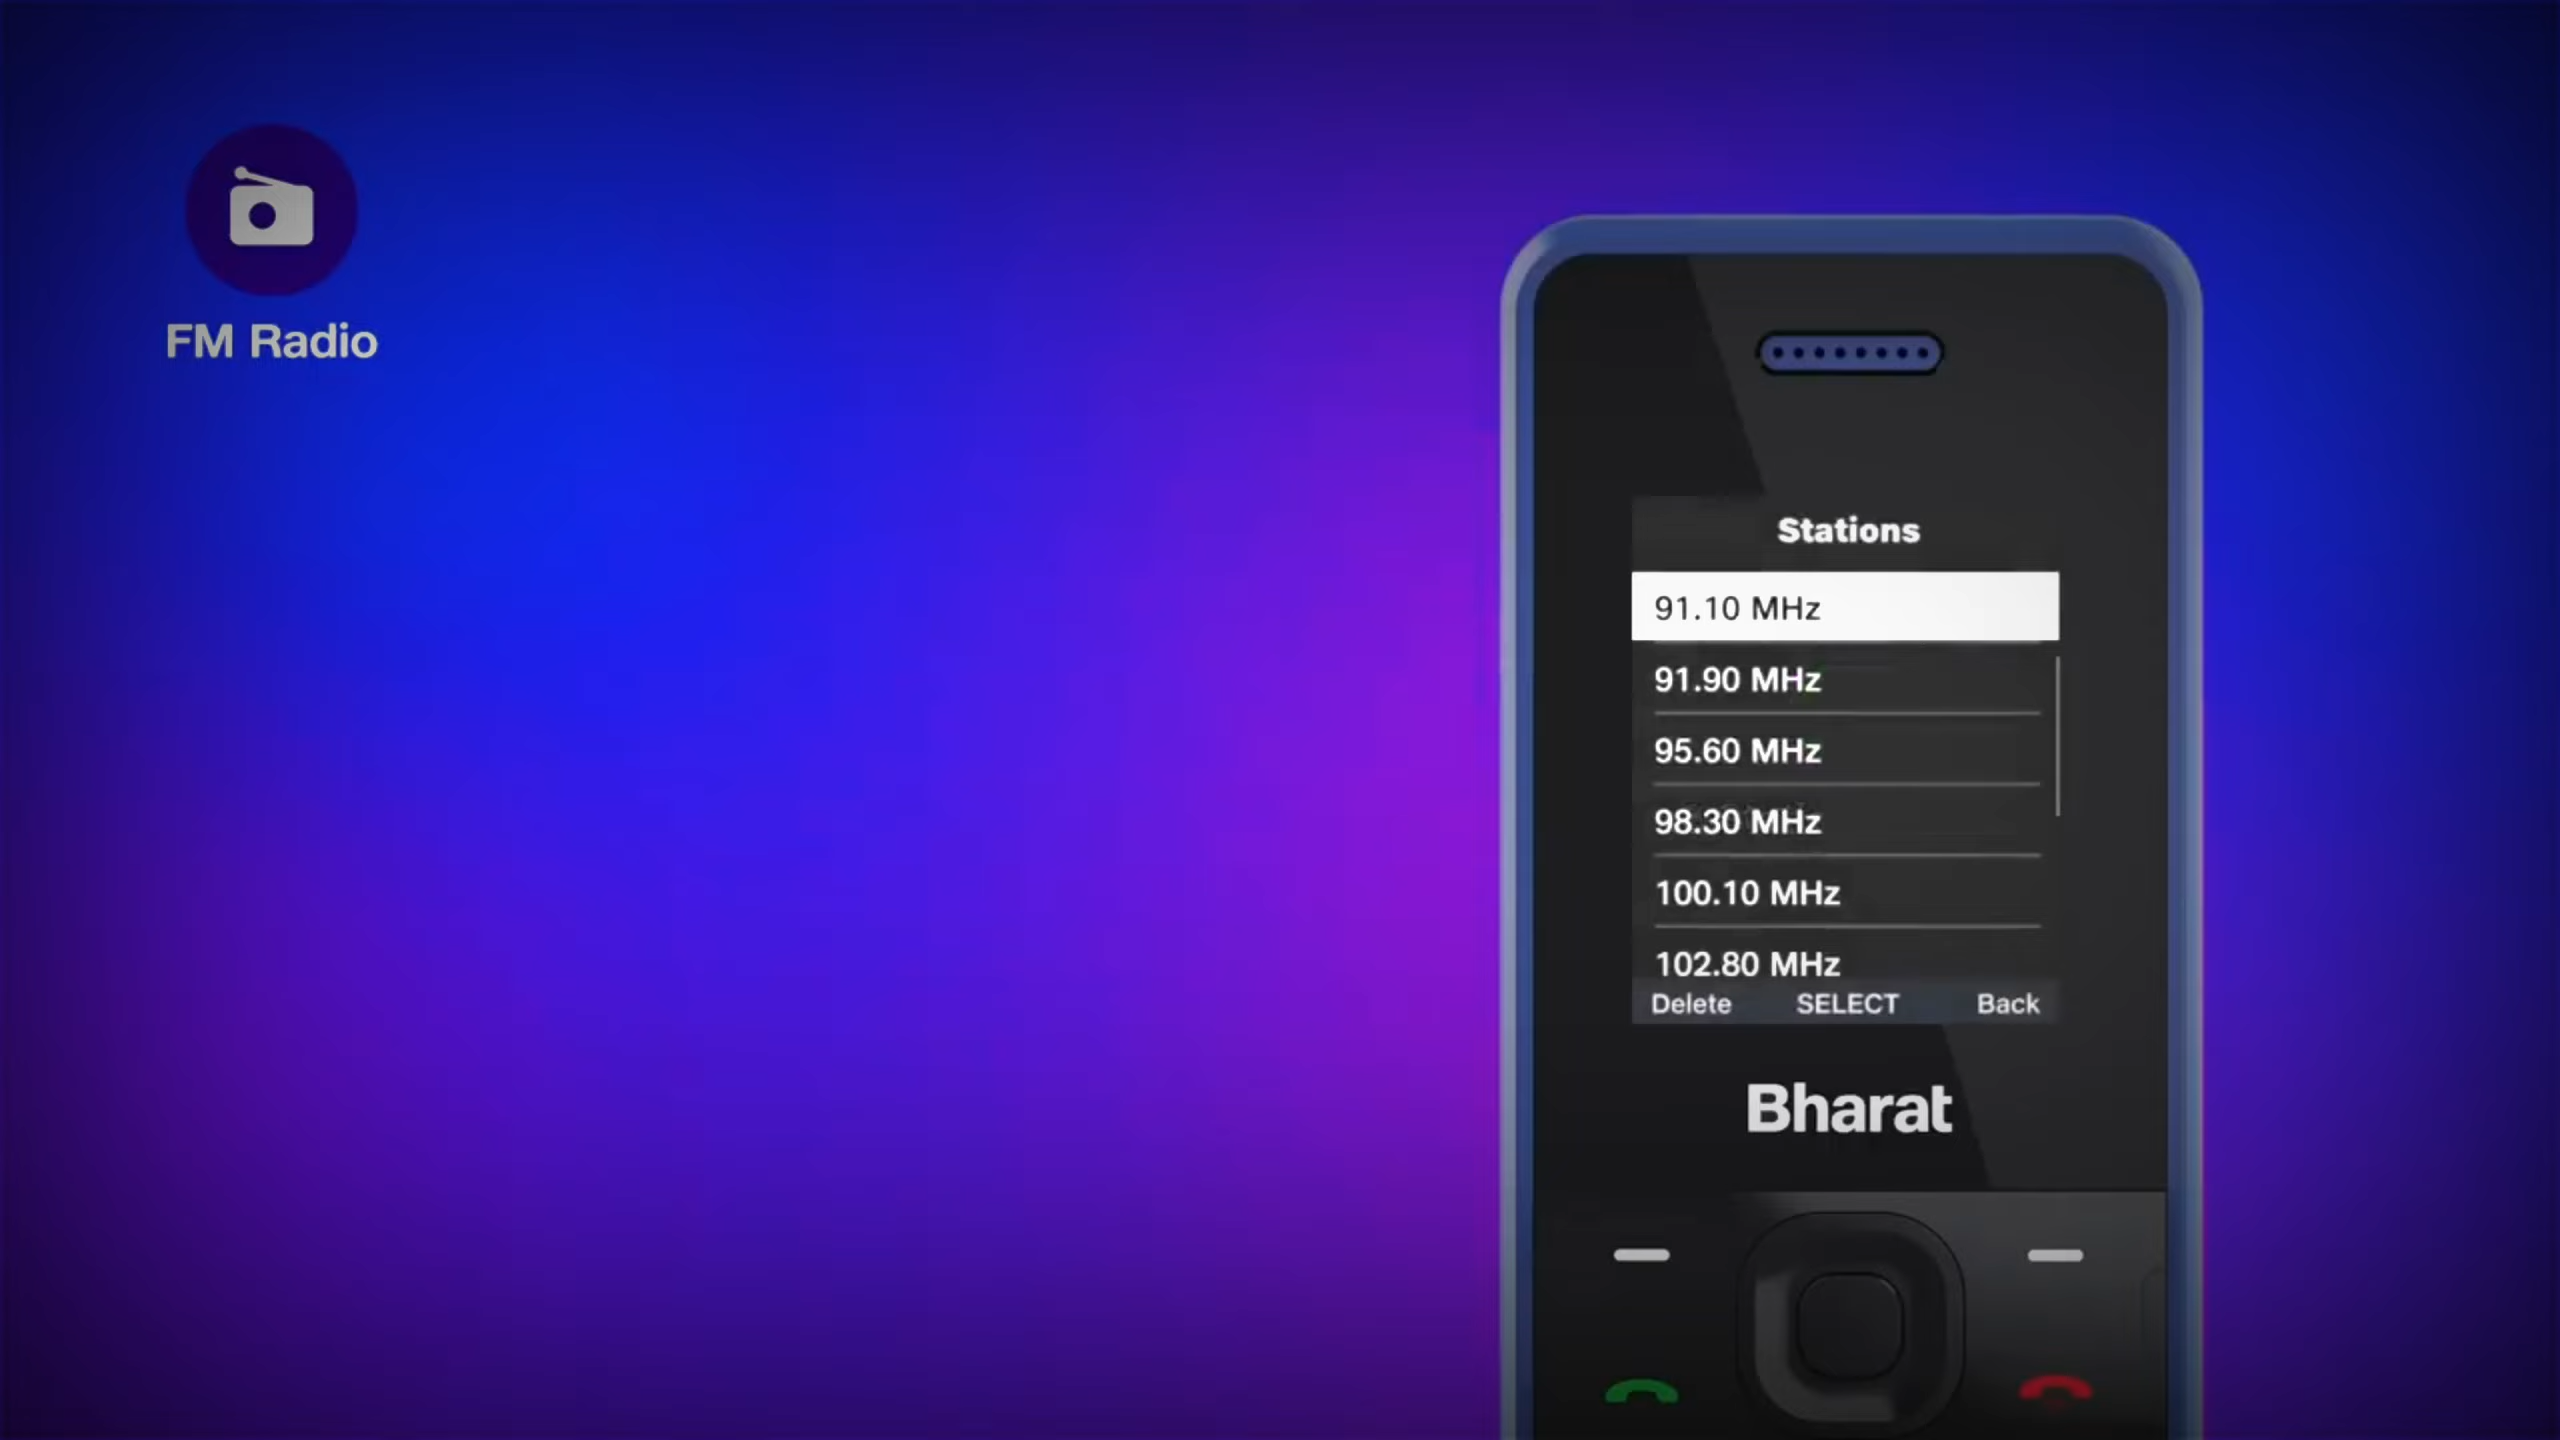 FM Radio
Stations
91.10 MHz
91.90 MHz
95.60 MHz
98.30 MHz
100.10 MHz
102.80 MHz
Delete SELECT Back
Bharat